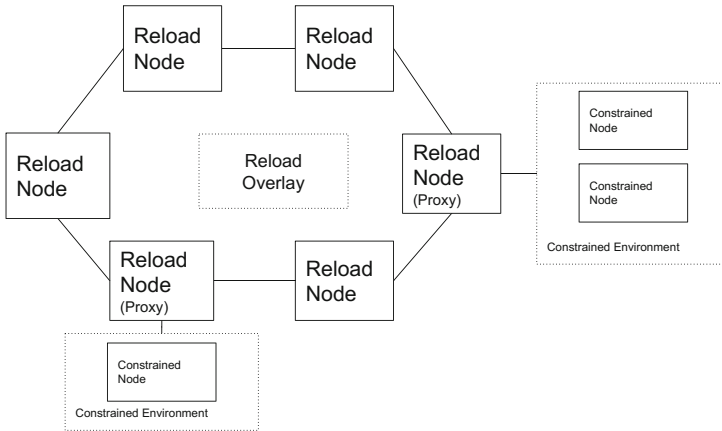 Reload
Node
Reload
Node
Constrained
Node
Reload
Node
Reload
Overlay
Reload
Node
(Proxy)
Constrained
Node
Constrained Environment
Reload
Node
(Proxy)
Reload
Node
Constrained
Node
Constrained Environment